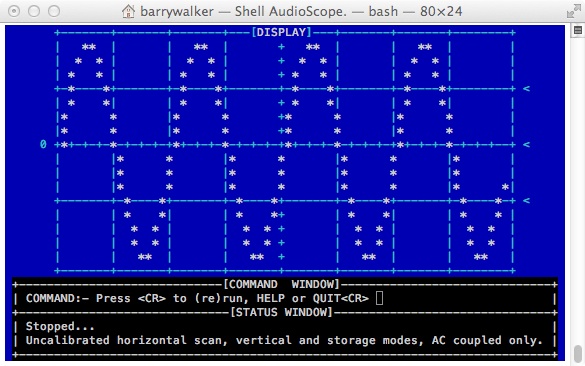 barrywalker — Shell AudioScope. — bash — 80×24
[DISPLAY]
0
[COMMAND  WINDOW]
COMMAND:- Press <CR> to (re)run, HELP or QUIT<CR>
[STATUS WINDOW]
Stopped...
Uncalibrated horizontal scan, vertical and storage modes, AC coupled only.